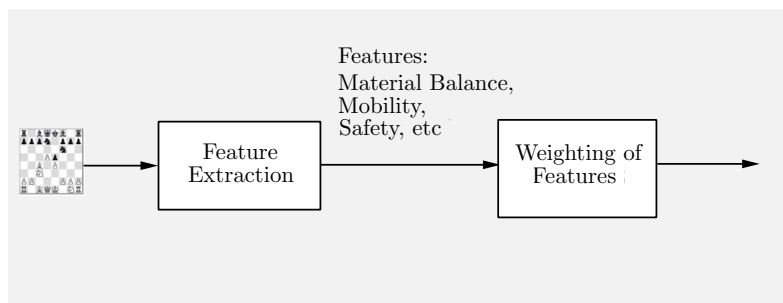 Features:
Material Balance,
Mobility,
Safety, etc
Feature
Extraction
Weighting of
Features